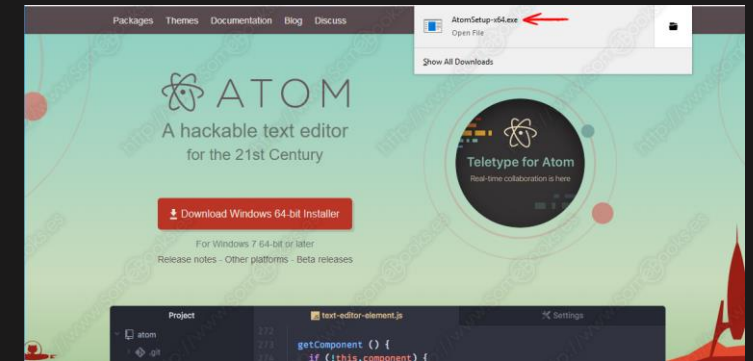 Packages Themes Documentation Blog Discuss
AtomSetup-x64.exe
Open File
Show All Downloads
ATOM
A hackable text editor
for the 21st Century
Teletype for Atom
Real-time collaboration is here
Download Windows 64-bit Installer
For Windows 7 64-bit or later
Release notes - Other platforms - Beta releases
Project
text-editor-element.js
Settings
atom
.git
272
273 getComponent () {
274 if (!this.component) {